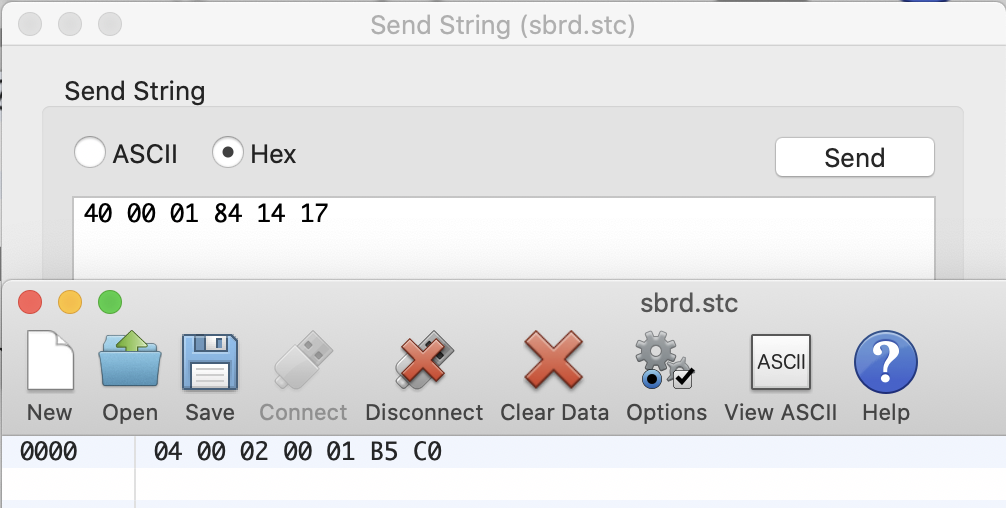 Send String (sbrd.stc)
Send String
ASCII Hex Send
40 00 01 84 14 17
sbrd.stc
ASCII
New Open Save Connect Disconnect Clear Data Options View ASCII Help
0000 04 00 02 00 01 B5 C0